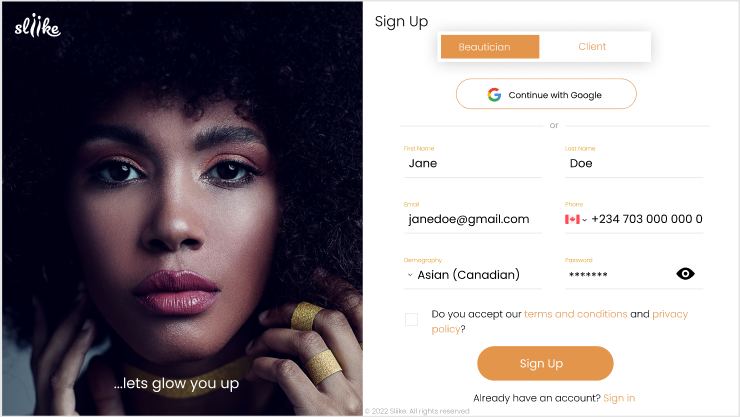 sliike
...lets glow you up
Sign Up
Beautician
Client
Continue with Google
or
First Name
Last Name
Jane
Doe
Email
Phone
janedoe@gmail.com
+234 703 000 000 0
Demography
Password
Asian (Canadian)
*******
Do you accept our terms and conditions and privacy
policy?
Sign Up
Already have an account? Sign in
© 2022 Sliike. All rights reserved